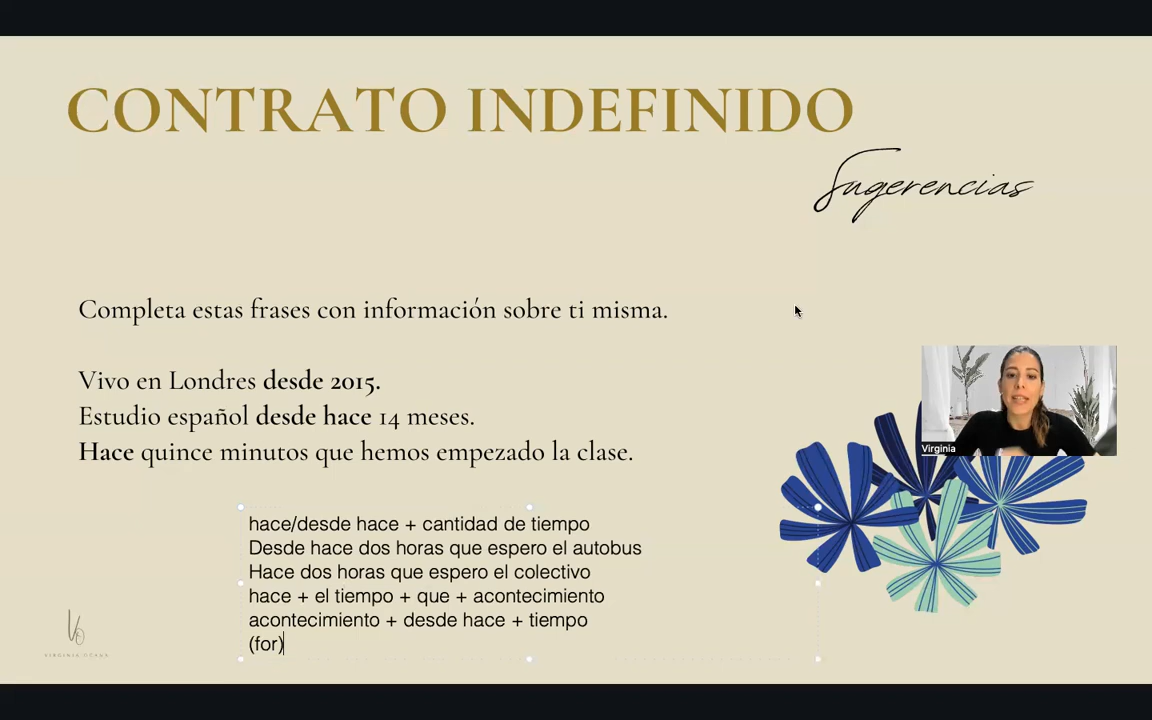 CONTRATO INDEFINIDO
Sugerencias
Completa estas frases con información sobre ti misma.
Vivo en Londres desde 2015.
Estudio español desde hace 14 meses.
Hace quince minutos que hemos empezado la clase.
Virginia
hace/desde hace + cantidad de tiempo
Desde hace dos horas que espero el autobus
Hace dos horas que espero el colectivo
hace + el tiempo + que + acontecimiento
acontecimiento + desde hace + tiempo
(for)